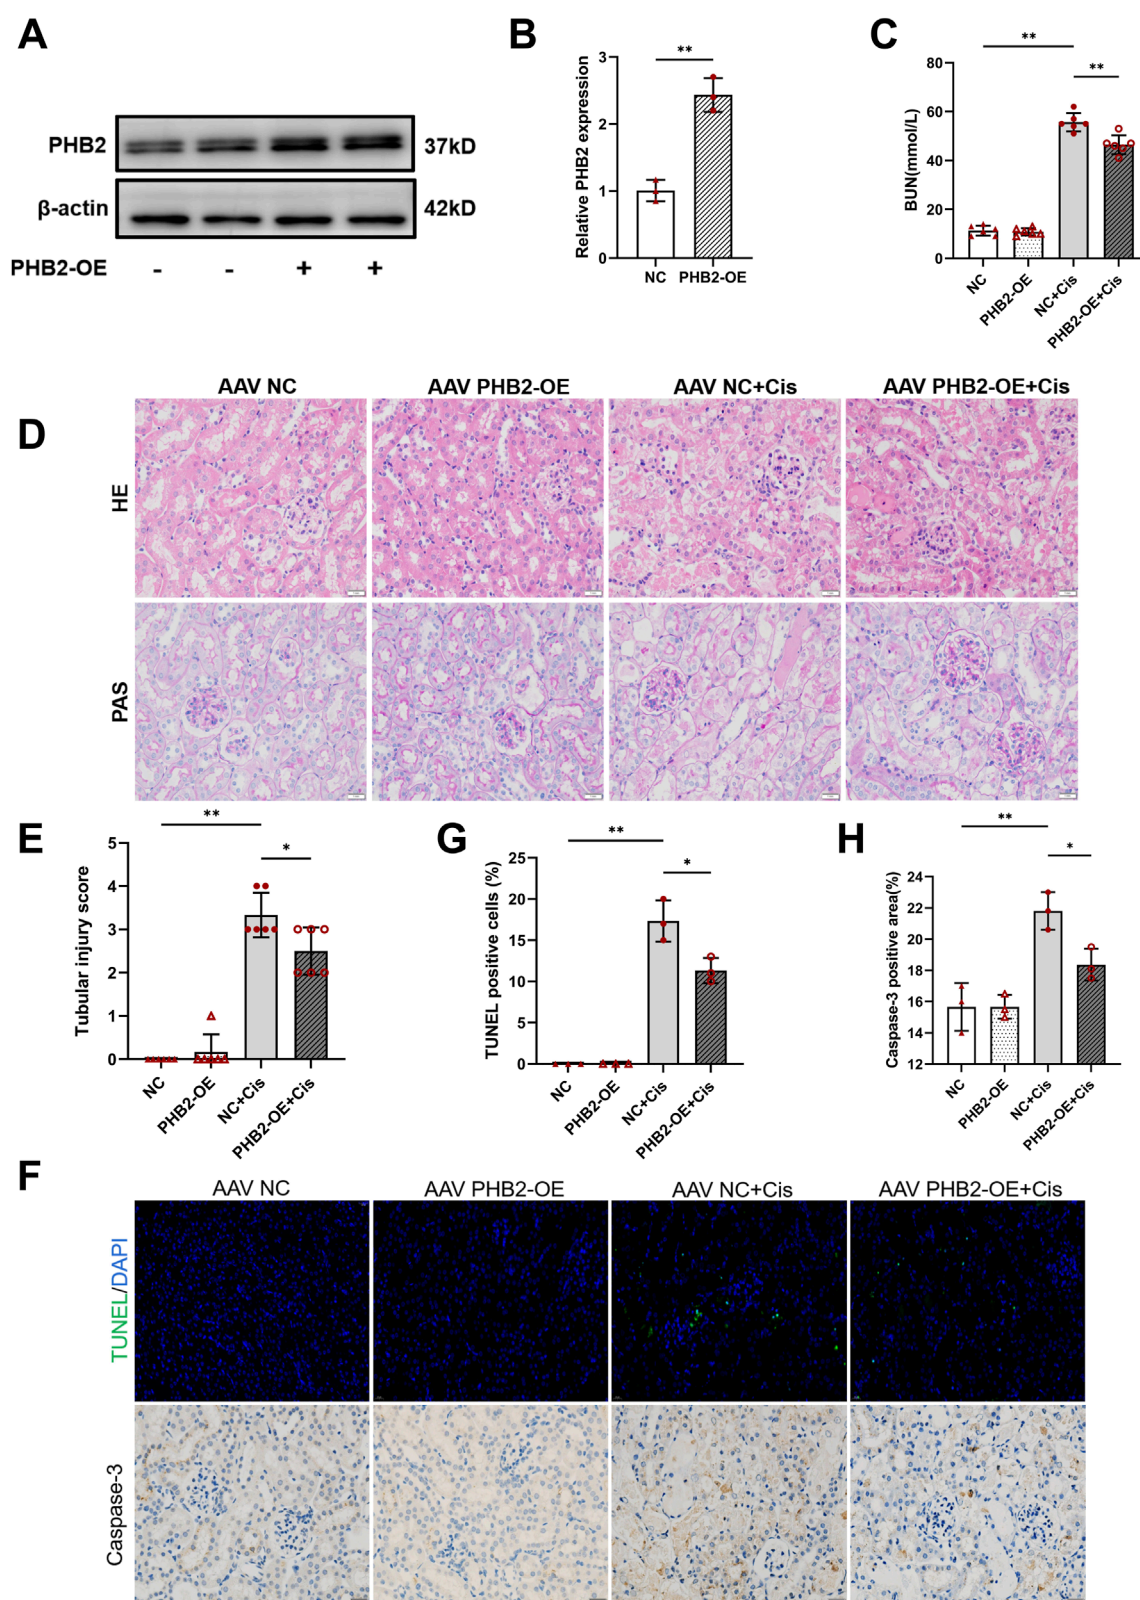 A
PHB2
37kD
β-actin
42kD
PHB2-OE
- - + +
B
**
Relative PHB2 expression
3
2
1
0
NC PHB2-OE
C
**
**
BUN(mmol/L)
80
60
40
20
0
NC
PHB2-OE
NC+Cis
PHB2-OE+Cis
D
AAV NC AAV PHB2-OE AAV NC+Cis AAV PHB2-OE+Cis
HE
PAS
E
**
*
Tubular injury score
5
4
3
2
1
0
NC
PHB2-OE
NC+Cis
PHB2-OE+Cis
G
**
*
TUNEL positive cells (%)
25
20
15
10
5
0
NC
PHB2-OE
NC+Cis
PHB2-OE+Cis
H
**
*
Caspase-3 positive area(%)
24
22
20
18
16
14
12
NC
PHB2-OE
NC+Cis
PHB2-OE+Cis
F
AAV NC AAV PHB2-OE AAV NC+Cis AAV PHB2-OE+Cis
TUNEL/DAPI
Caspase-3